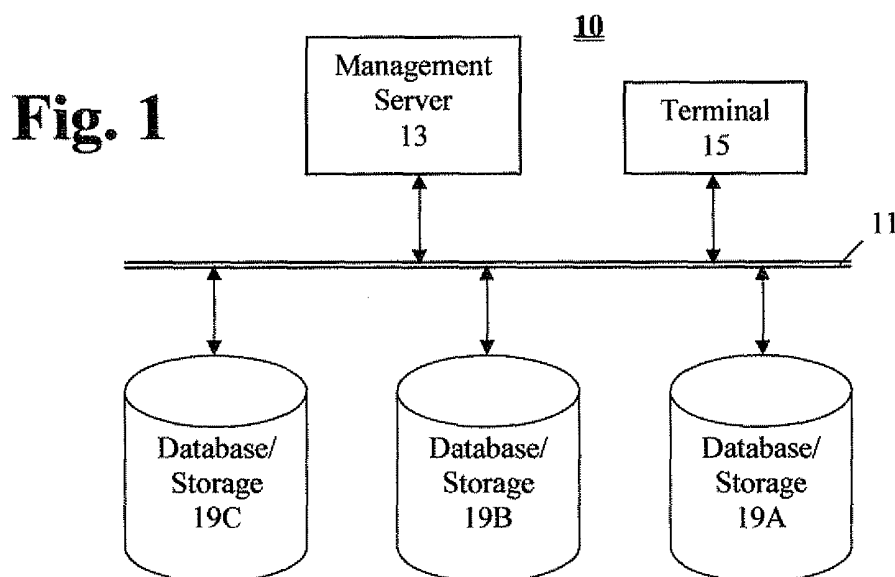 10
Fig. 1
Management
Server
13
Terminal
15
11
Database/
Storage
19C
Database/
Storage
19B
Database/
Storage
19A